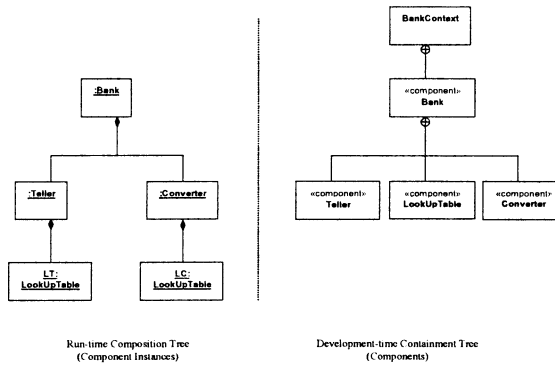 :Bank
:Teller
:Converter
LT:
LookUpTable
LC:
LookUpTable
Run-time Composition Tree
(Component Instances)
BankContext
«component»
Bank
«component»
Teller
«component»
LookUpTable
«component»
Converter
Development-time Containment Tree
(Components)